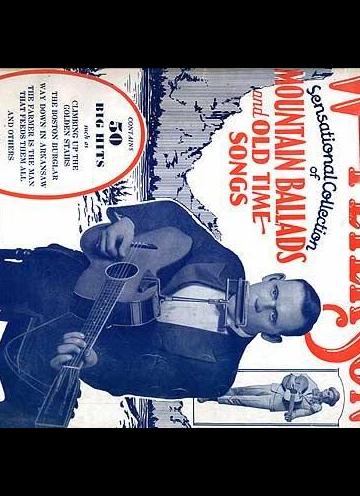 Sensational Collection
of
MOUNTAIN BALLADS
and OLD TIME
SONGS
CONTAINS
50
BIG HITS
such as
CLIMBING UP THE
GOLDEN STAIRS
THE BOSTON BURGLAR
WAY DOWN IN ARKANSAW
THE FARMER IS THE MAN
THAT FEEDS THEM ALL
AND OTHERS